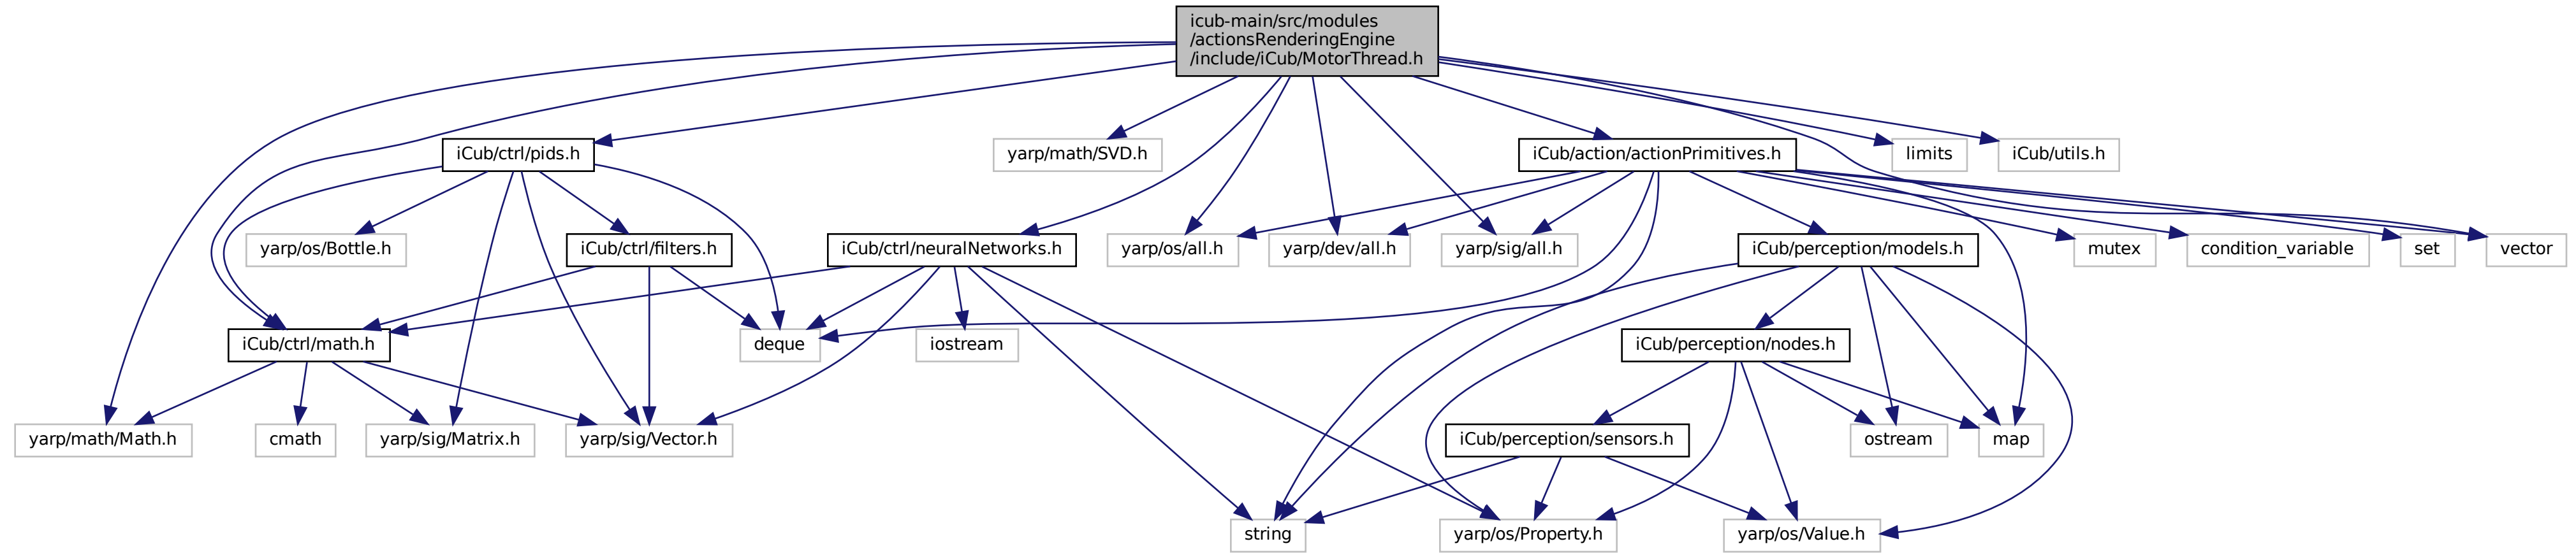 icub-main/src/modules
/actionsRenderingEngine
/include/iCub/MotorThread.h
iCub/ctrl/pids.h
yarp/math/SVD.h
iCub/action/actionPrimitives.h
limits
iCub/utils.h
yarp/os/Bottle.h
iCub/ctrl/filters.h
iCub/ctrl/neuralNetworks.h
yarp/os/all.h
yarp/dev/all.h
yarp/sig/all.h
iCub/perception/models.h
mutex
condition_variable
set
vector
iCub/ctrl/math.h
deque
iostream
iCub/perception/nodes.h
yarp/math/Math.h
cmath
yarp/sig/Matrix.h
yarp/sig/Vector.h
iCub/perception/sensors.h
ostream
map
string
yarp/os/Property.h
yarp/os/Value.h